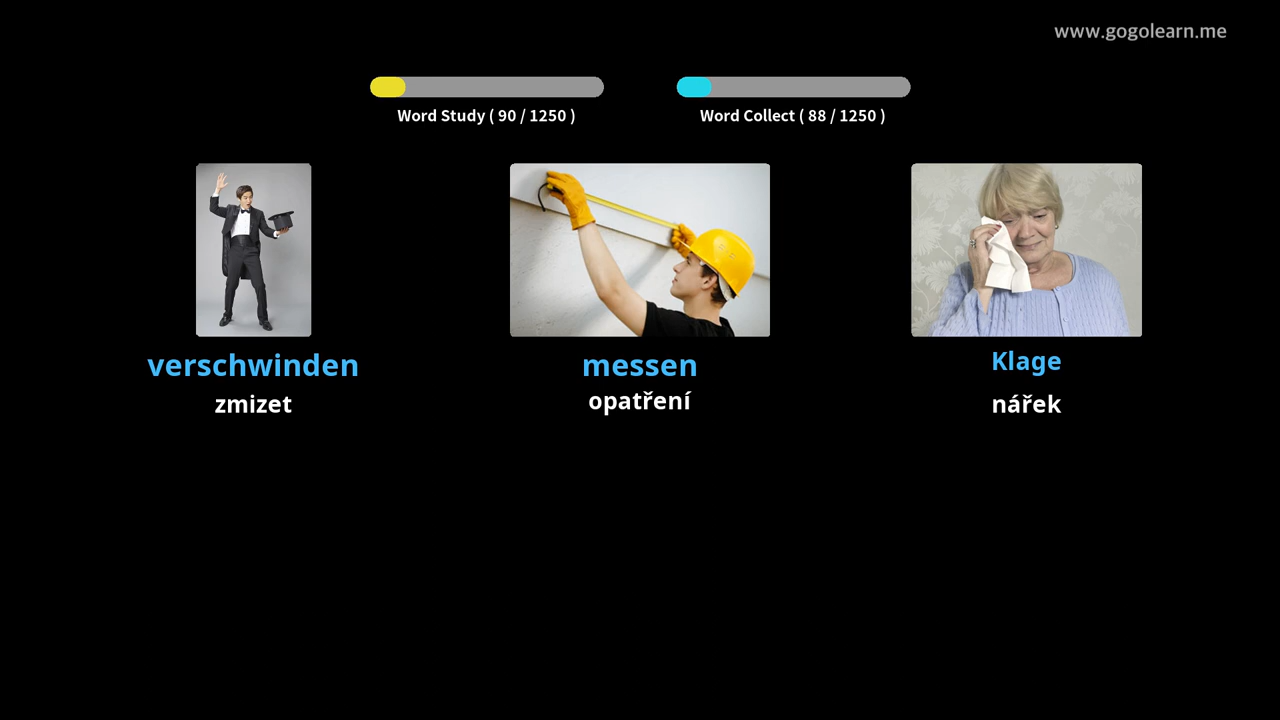 www.gogolearn.me
Word Study ( 90 / 1250 )
Word Collect ( 88 / 1250 )
verschwinden
messen
Klage
zmizet
opatření
nářek